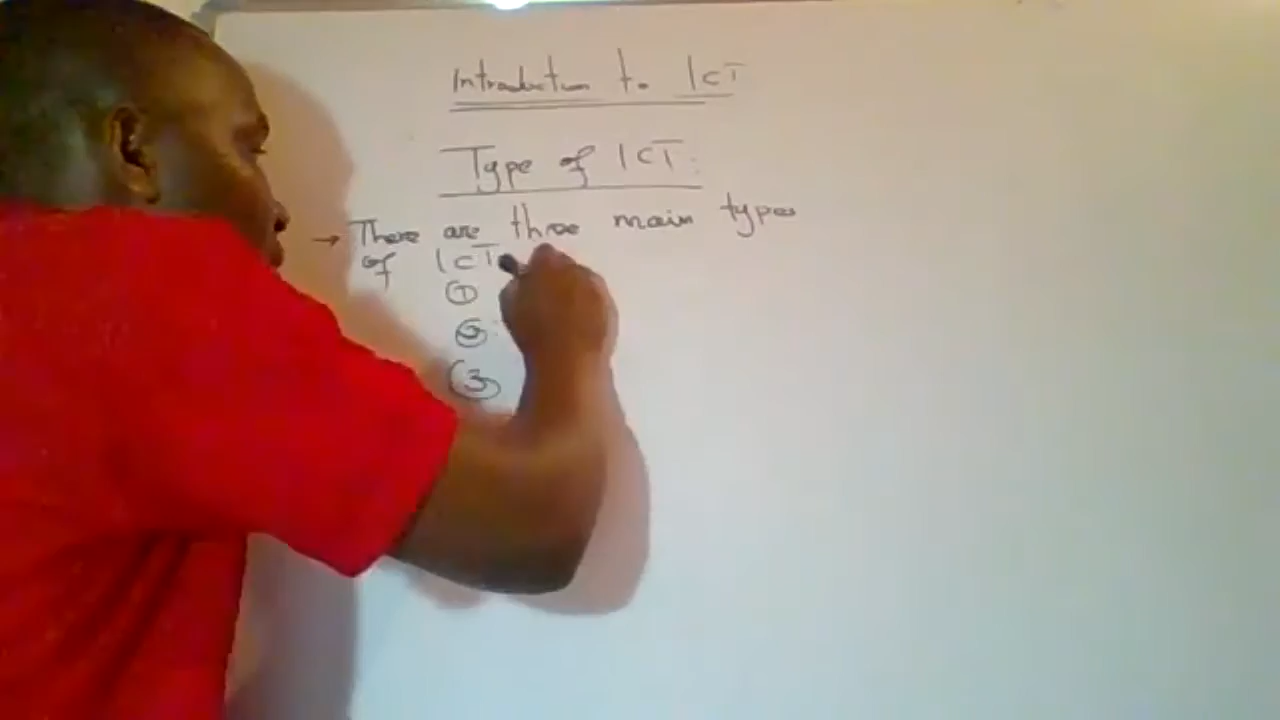 Introduction to ICT
Type of ICT:
→ There are three main types
of ICT
①
②
③